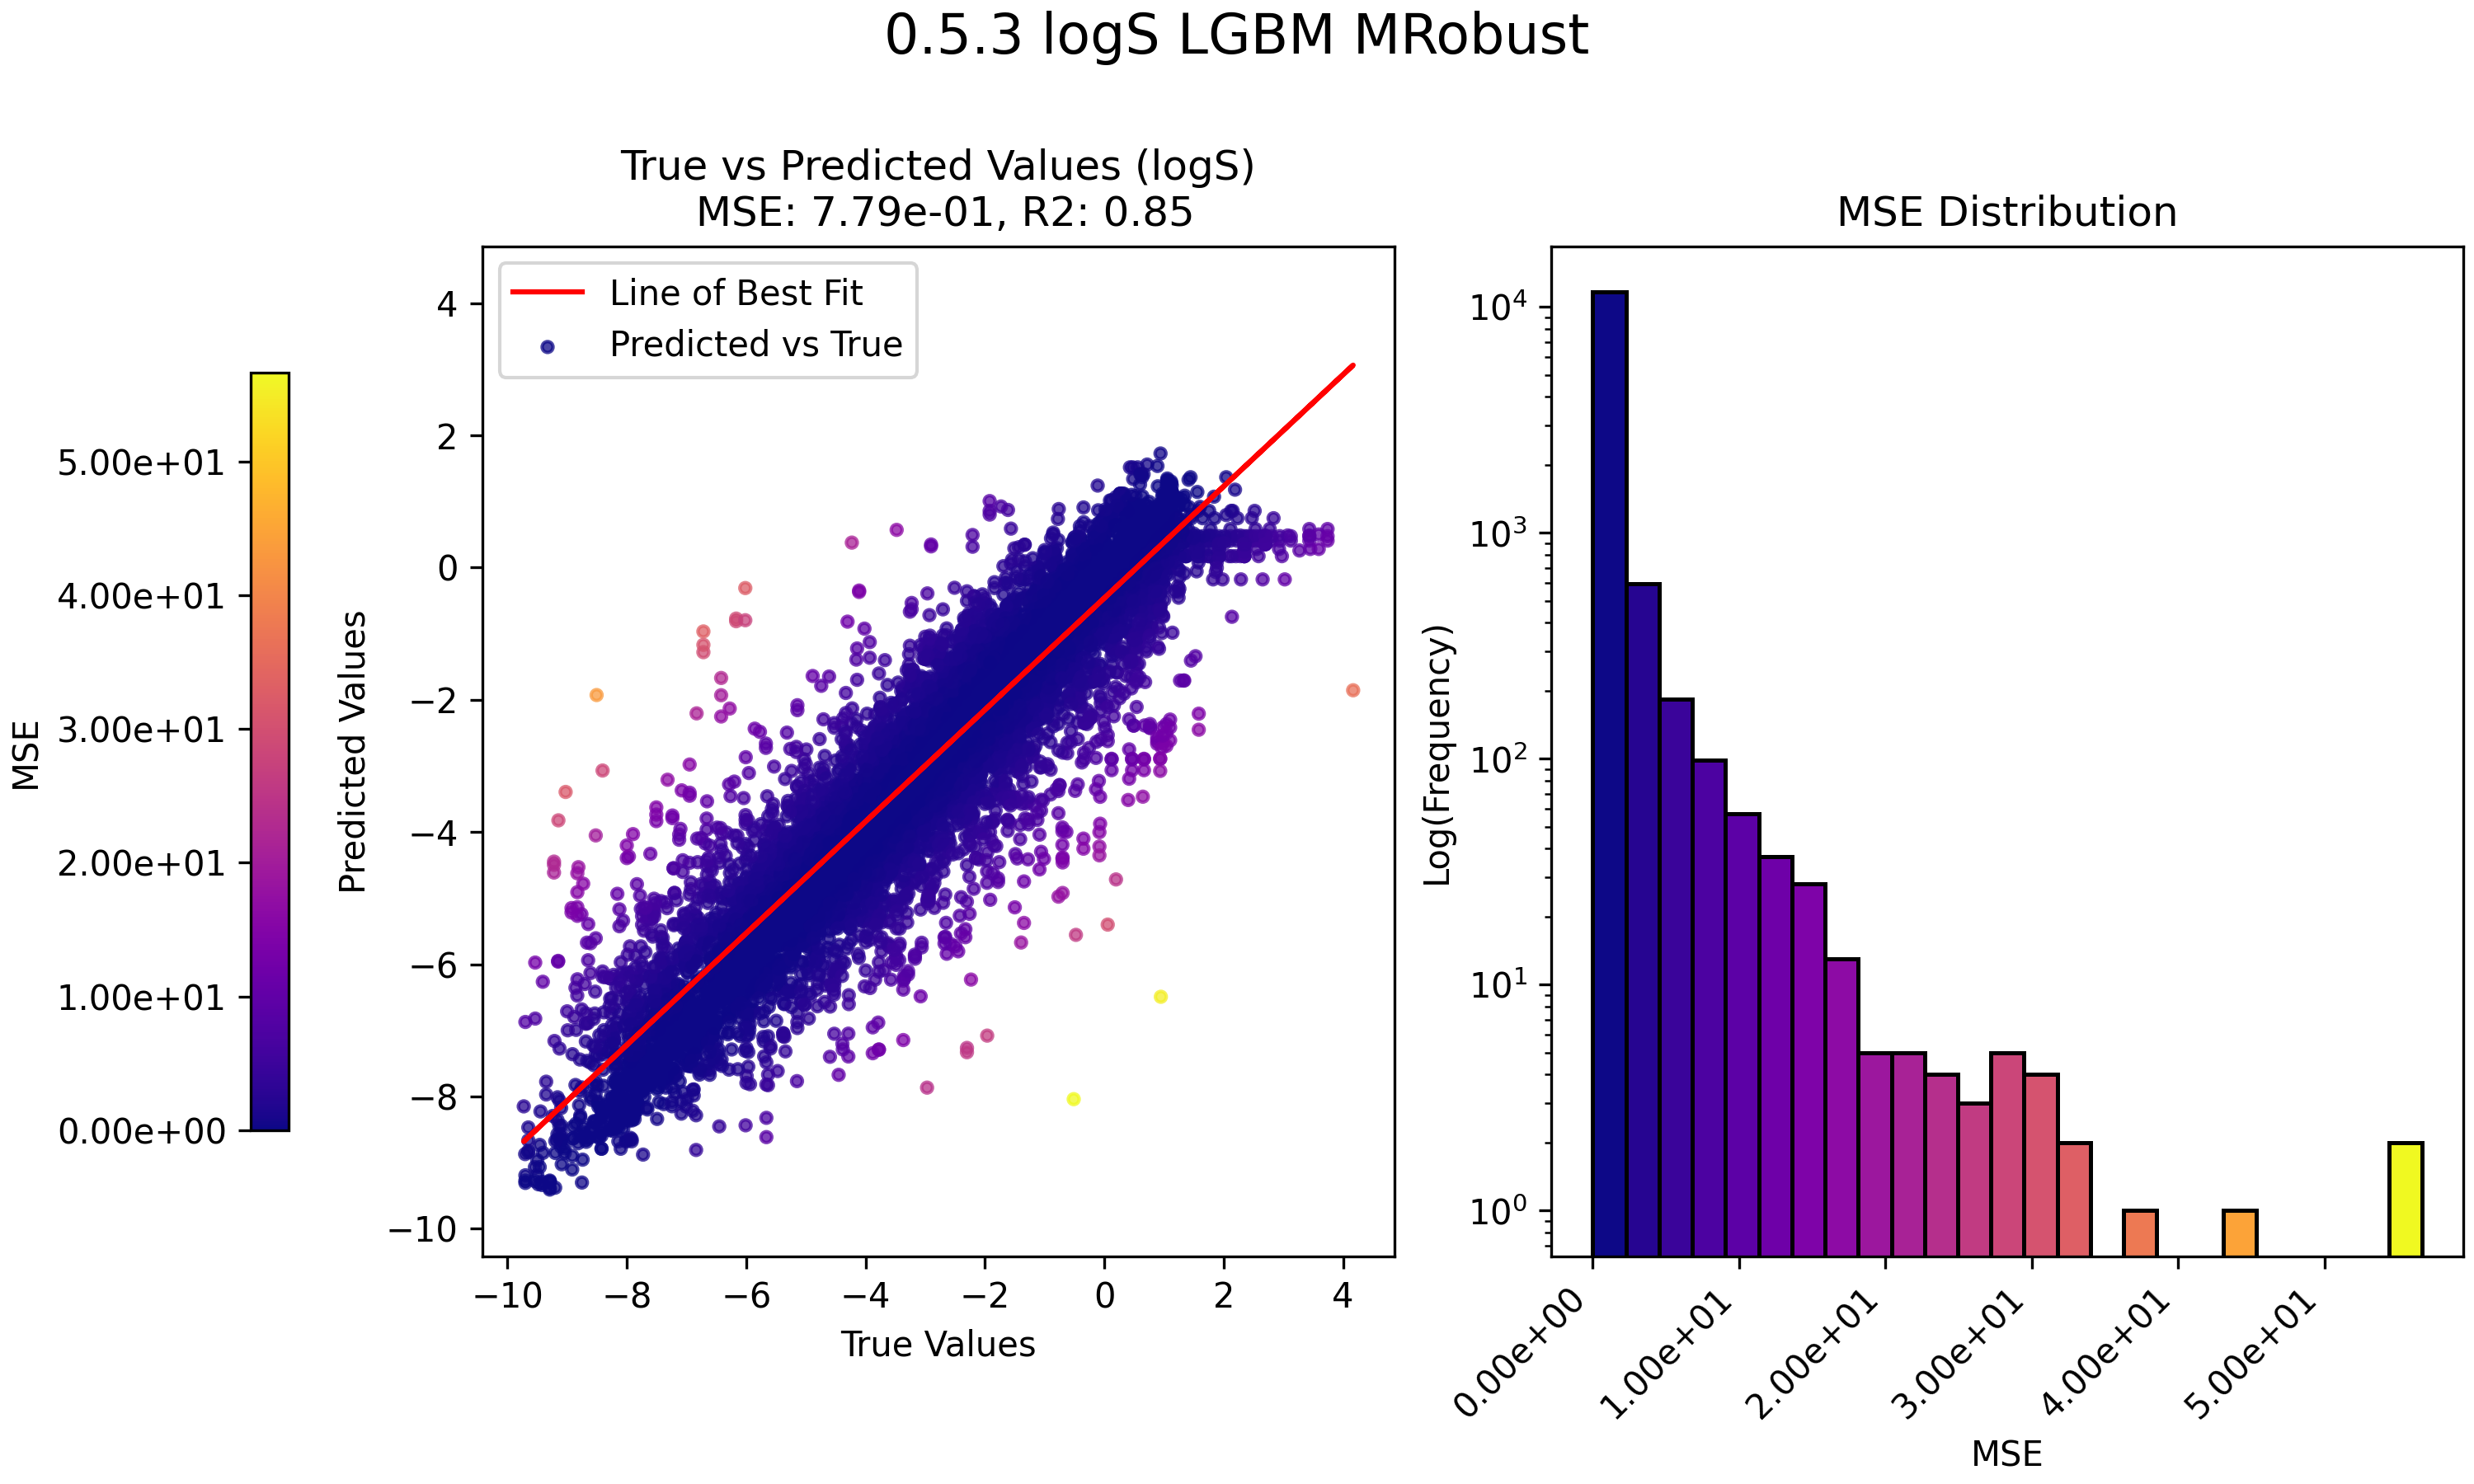 0.5.3 logS LGBM MRobust
True vs Predicted Values (logS)
MSE: 7.79e-01, R2: 0.85
MSE Distribution
Line of Best Fit
Predicted vs True
MSE
5.00e+01
4.00e+01
3.00e+01
2.00e+01
1.00e+01
0.00e+00
Predicted Values
4
2
0
−2
−4
−6
−8
−10
−10 −8 −6 −4 −2 0 2 4
True Values
Log(Frequency)
10⁴
10³
10²
10¹
10⁰
0.00e+00 1.00e+01 2.00e+01 3.00e+01 4.00e+01 5.00e+01
MSE